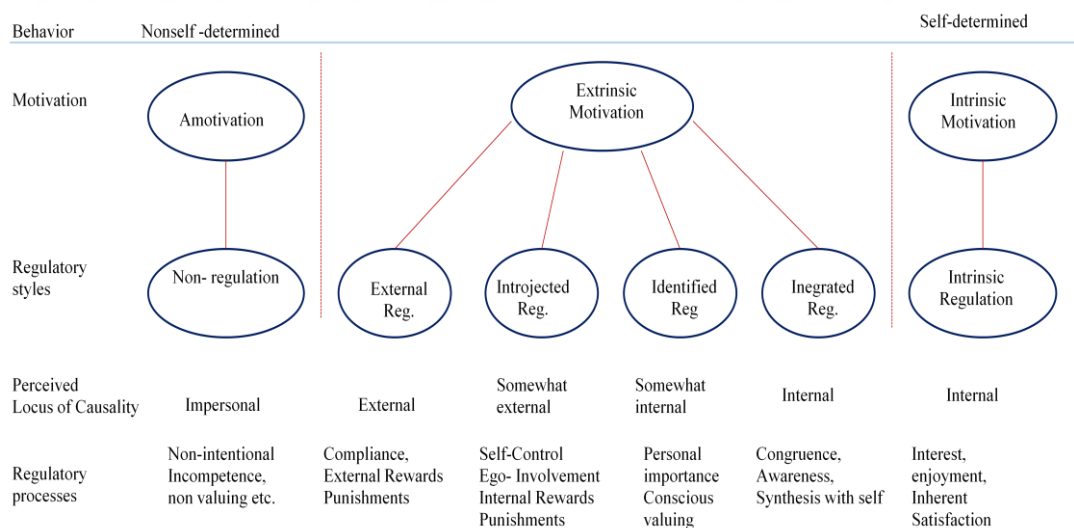 Behavior
Nonself -determined
Self-determined
Motivation
Amotivation
Extrinsic
Motivation
Intrinsic
Motivation
Regulatory
styles
Non- regulation
External
Reg.
Introjected
Reg.
Identified
Reg
Inegrated
Reg.
Intrinsic
Regulation
Perceived
Locus of Causality
Impersonal
External
Somewhat
external
Somewhat
internal
Internal
Internal
Regulatory
processes
Non-intentional
Incompetence,
non valuing etc.
Compliance,
External Rewards
Punishments
Self-Control
Ego- Involvement
Internal Rewards
Punishments
Personal
importance
Conscious
valuing
Congruence,
Awareness,
Synthesis with self
Interest,
enjoyment,
Inherent
Satisfaction